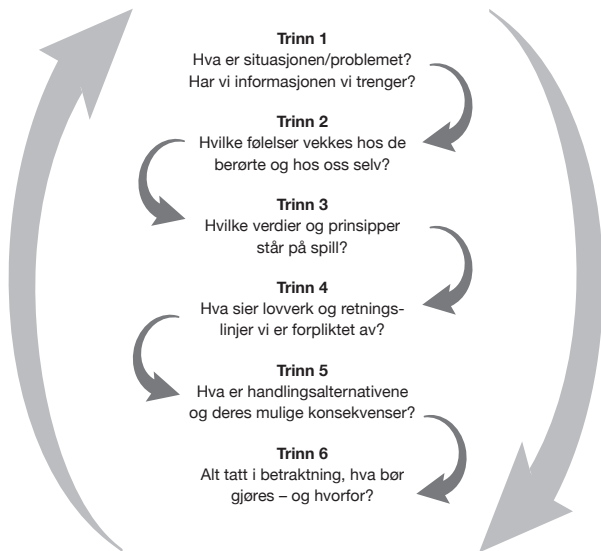 Trinn 1
Hva er situasjonen/problemet?
Har vi informasjonen vi trenger?
Trinn 2
Hvilke følelser vekkes hos de
berørte og hos oss selv?
Trinn 3
Hvilke verdier og prinsipper
står på spill?
Trinn 4
Hva sier lovverk og retnings-
linjer vi er forpliktet av?
Trinn 5
Hva er handlingsalternativene
og deres mulige konsekvenser?
Trinn 6
Alt tatt i betraktning, hva bør
gjøres – og hvorfor?